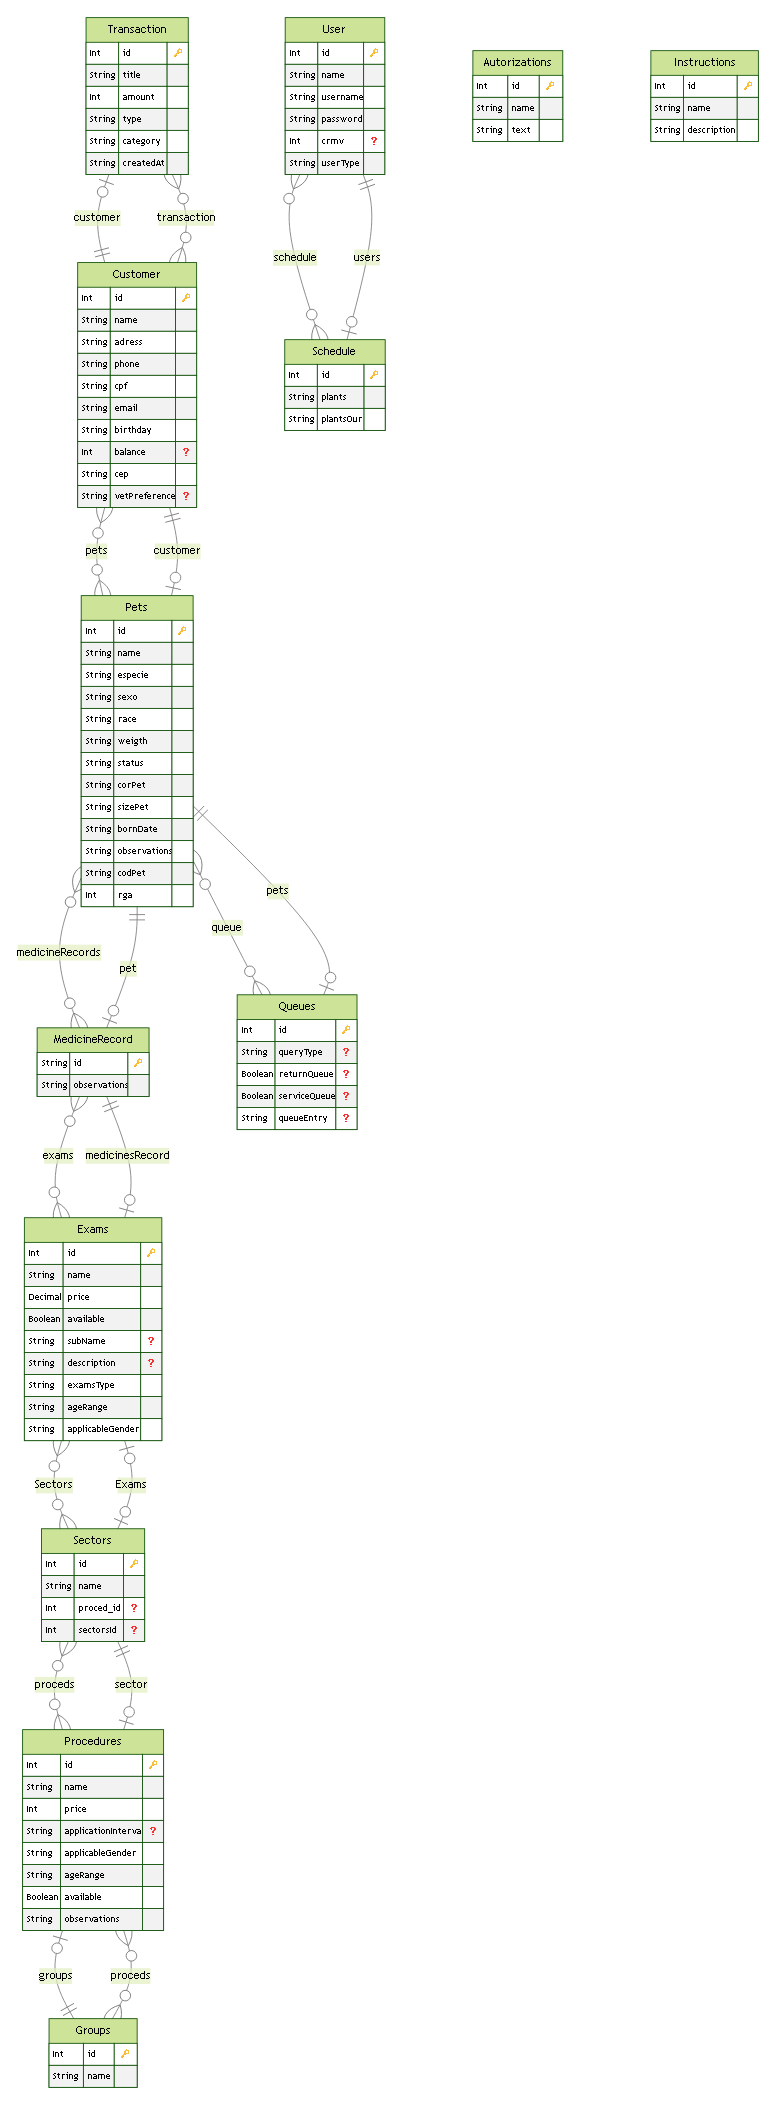 Transaction
Int id
String title
Int amount
String type
String category
String createdAt
User
Int id
String name
String username
String password
Int crmv ?
String userType
Autorizations
Int id
String name
String text
Instructions
Int id
String name
String description
customer
transaction
schedule
users
Customer
Int id
String name
String adress
String phone
String cpf
String email
String birthday
Int balance ?
String cep
String vetPreference ?
Schedule
Int id
String plants
String plantsOur
pets
customer
Pets
Int id
String name
String especie
String sexo
String race
String weigth
String status
String corPet
String sizePet
String bornDate
String observations
String codPet
Int rga
pets
queue
medicineRecords
pet
Queues
Int id
String queryType ?
Boolean returnQueue ?
Boolean serviceQueue ?
String queueEntry ?
MedicineRecord
String id
String observations
exams
medicinesRecord
Exams
Int id
String name
Decimal price
Boolean available
String subName ?
String description ?
String examsType
String ageRange
String applicableGender
Sectors
Exams
Sectors
Int id
String name
Int proced_id ?
Int sectorsId ?
proceds
sector
Procedures
Int id
String name
Int price
String applicationInterva ?
String applicableGender
String ageRange
Boolean available
String observations
groups
proceds
Groups
Int id
String name